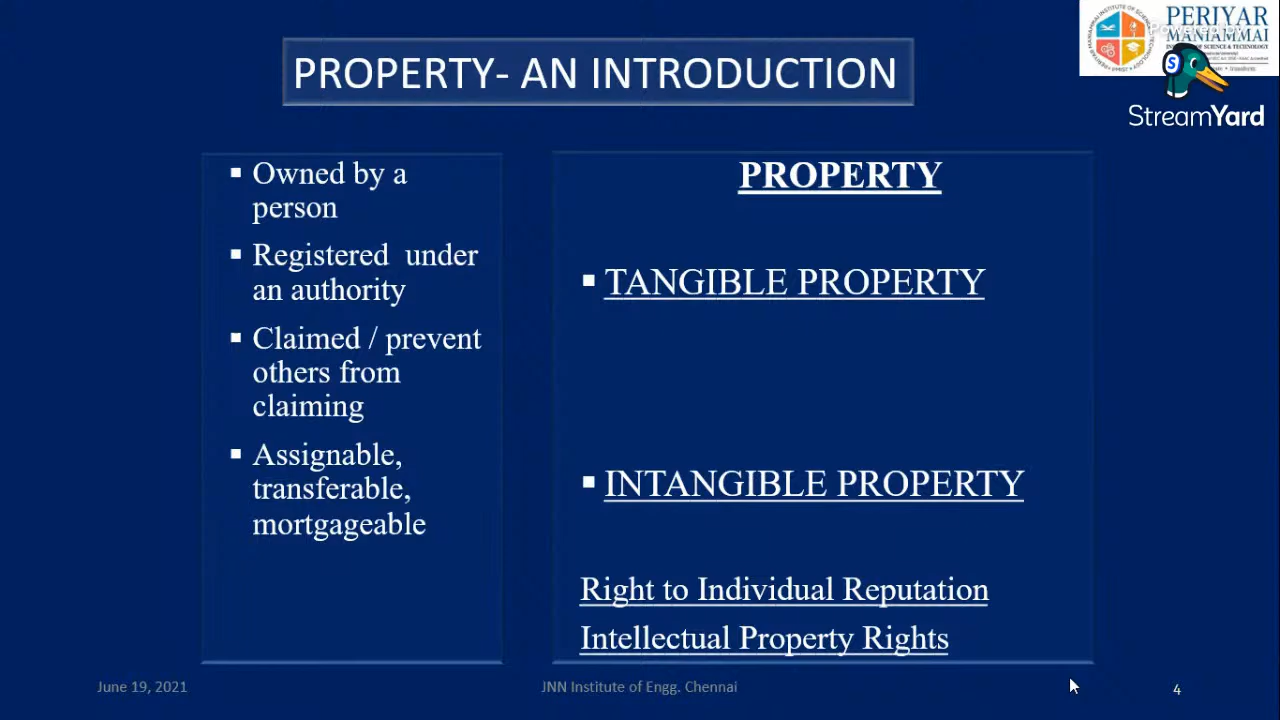 PERIYAR
MANIAMMAI
Powered by
StreamYard
PROPERTY- AN INTRODUCTION
▪ Owned by a
person
▪ Registered under
an authority
▪ Claimed / prevent
others from
claiming
▪ Assignable,
transferable,
mortgageable
PROPERTY
▪ TANGIBLE PROPERTY
▪ INTANGIBLE PROPERTY
Right to Individual Reputation
Intellectual Property Rights
June 19, 2021
JNN Institute of Engg. Chennai
4